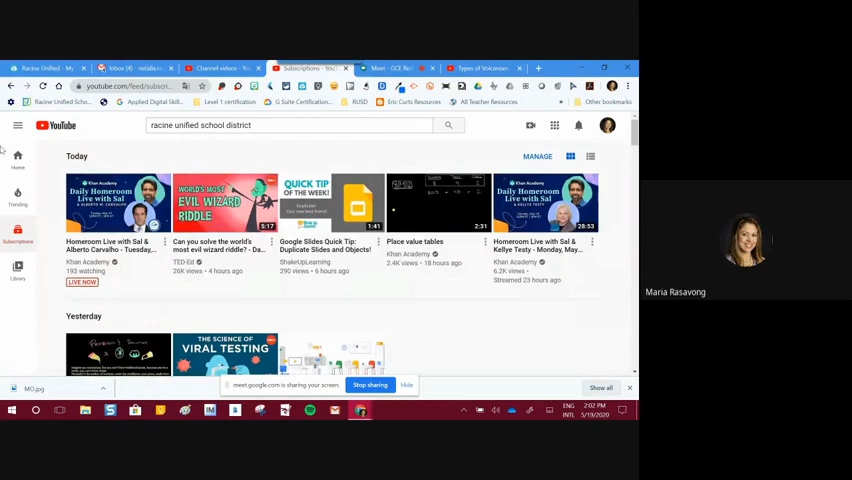 Racine Unified - My
Inbox (4) - natalia.r
Channel videos - Yo
Subscriptions - You
Meet - GCE
Types of Volcanoes
youtube.com/feed/subscri...
Racine Unified Scho...
Applied Digital Skill...
Level 1 certification
G Suite Certification...
RUSD
Eric Curts Resources
All Teacher Resources
Other bookmarks
YouTube
racine unified school district
Home
Trending
Subscriptions
Library
Today
MANAGE
Khan Academy
Daily Homeroom
Live with Sal
WORLD'S MOST
EVIL WIZARD
RIDDLE
5:17
QUICK TIP
OF THE WEEK!
1:41
2:31
Khan Academy
Daily Homeroom
Live with Sal
28:53
Homeroom Live with Sal &
Alberto Carvalho - Tuesday,...
Khan Academy
193 watching
LIVE NOW
Can you solve the world's
most evil wizard riddle? - Da...
TED-Ed
26K views • 4 hours ago
Google Slides Quick Tip:
Duplicate Slides and Objects!
ShakeUpLearning
290 views • 6 hours ago
Place value tables
Khan Academy
2.4K views • 18 hours ago
Homeroom Live with Sal &
Kellye Testy - Monday, May...
Khan Academy
6.2K views •
Streamed 23 hours ago
Yesterday
THE SCIENCE OF
VIRAL TESTING
meet.google.com is sharing your screen.
Stop sharing
Hide
MO.jpg
Show all
ENG
INTL
2:02 PM
5/19/2020
Maria Rasavong